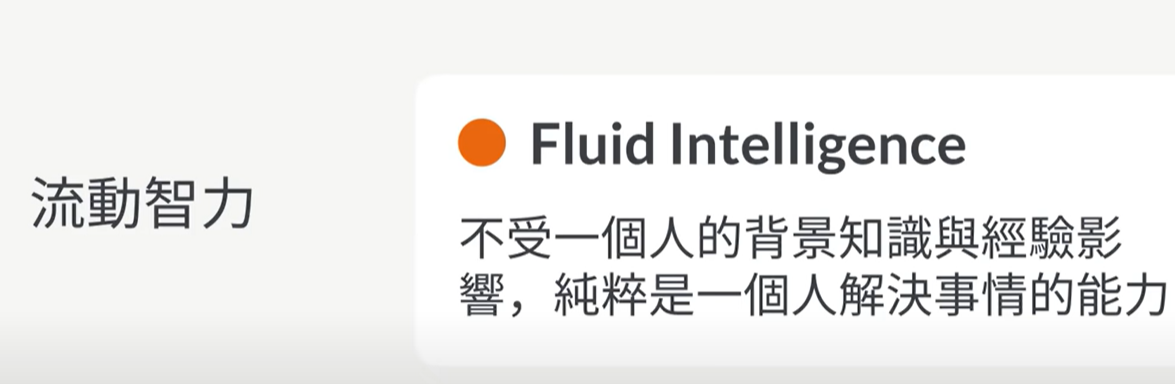 流動智力
Fluid Intelligence
不受一個人的背景知識與經驗影
響，純粹是一個人解決事情的能力